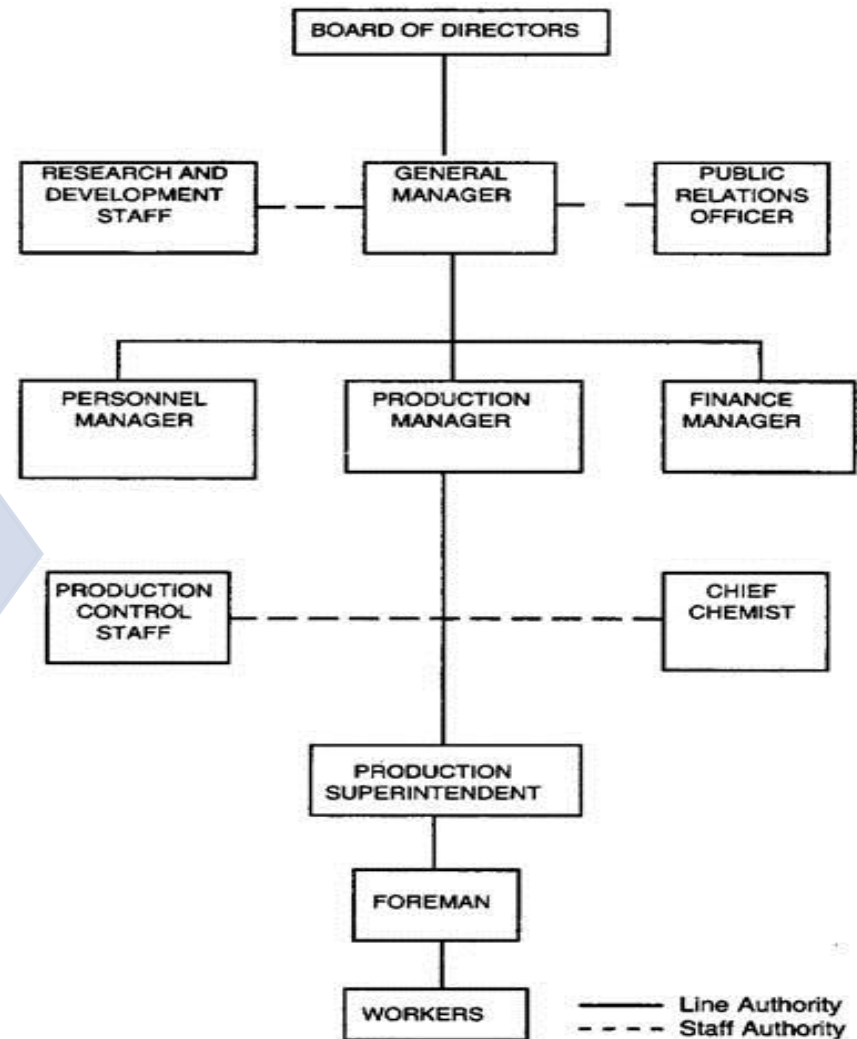 BOARD OF DIRECTORS
RESEARCH AND
DEVELOPMENT
STAFF
GENERAL
MANAGER
PUBLIC
RELATIONS
OFFICER
PERSONNEL
MANAGER
PRODUCTION
MANAGER
FINANCE
MANAGER
PRODUCTION
CONTROL
STAFF
CHIEF
CHEMIST
PRODUCTION
SUPERINTENDENT
FOREMAN
WORKERS
Line Authority
Staff Authority